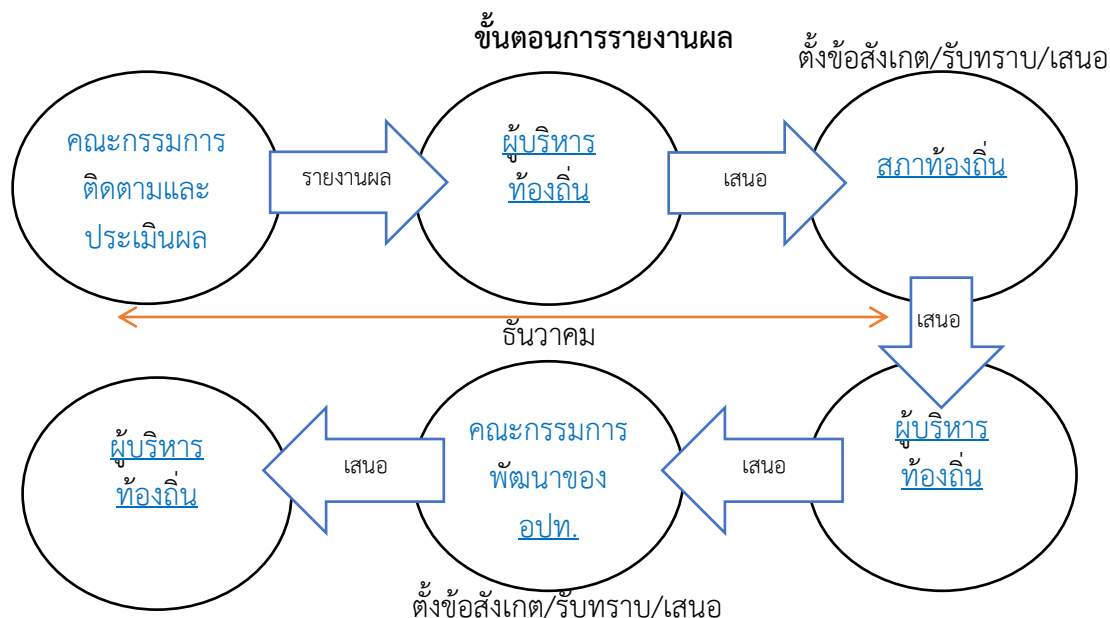 ขั้นตอนการรายงานผล
ตั้งข้อสังเกต/รับทราบ/เสนอ
คณะกรรมการ
ติดตามและ
ประเมินผล
รายงานผล
ผู้บริหาร
ท้องถิ่น
เสนอ
สภาท้องถิ่น
เสนอ
ธันวาคม
ผู้บริหาร
ท้องถิ่น
เสนอ
คณะกรรมการ
พัฒนาของ
อปท.
เสนอ
ผู้บริหาร
ท้องถิ่น
ตั้งข้อสังเกต/รับทราบ/เสนอ